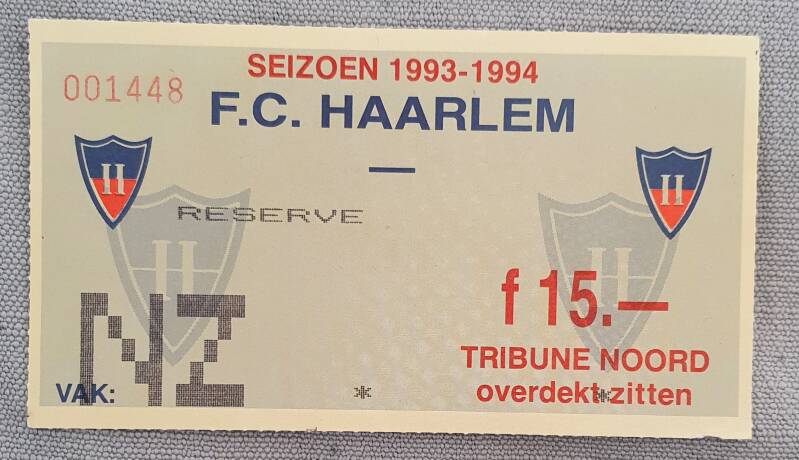 SEIZOEN 1993-1994
001448
F.C. HAARLEM
—
H
H
RESERVE
H
H
f 15.—
NZ
TRIBUNE NOORD
VAK:
*
overdekt*zitten